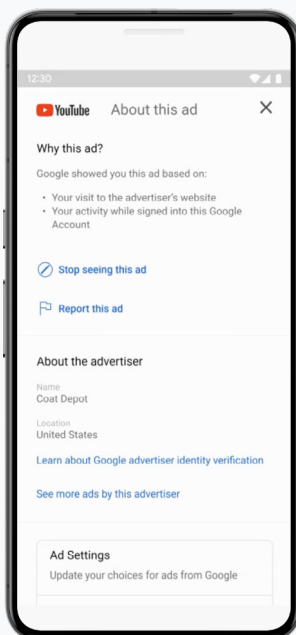 12:30
YouTube About this ad
Why this ad?
Google showed you this ad based on:
• Your visit to the advertiser's website
• Your activity while signed into this Google
Account
Stop seeing this ad
Report this ad
About the advertiser
Name
Coat Depot
Location
United States
Learn about Google advertiser identity verification
See more ads by this advertiser
Ad Settings
Update your choices for ads from Google